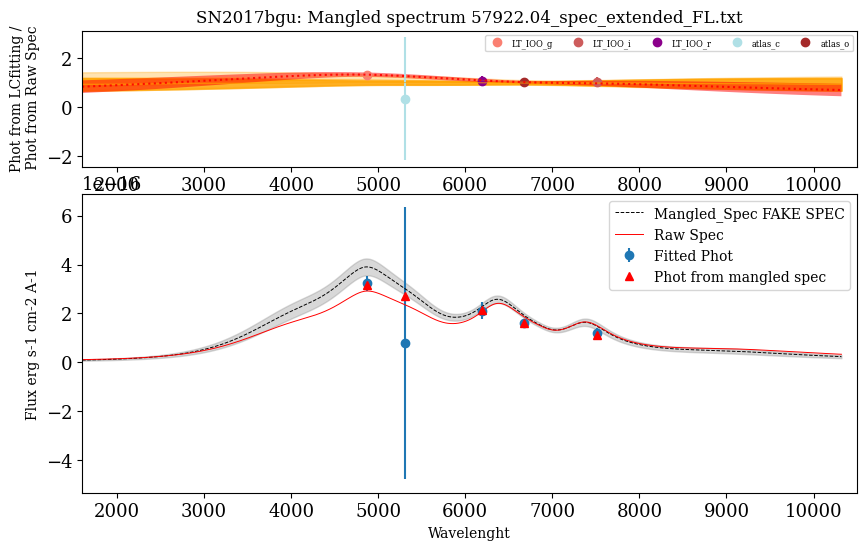 SN2017bgu: Mangled spectrum 57922.04_spec_extended_FL.txt
Phot from LCfitting /
Phot from Raw Spec
2
0
−2
LT_IOO_g
LT_IOO_i
LT_IOO_r
atlas_c
atlas_o
2000 3000 4000 5000 6000 7000 8000 9000 10000
1e−16
6
4
2
0
−2
−4
Flux erg s-1 cm-2 A-1
Mangled_Spec FAKE SPEC
Raw Spec
Fitted Phot
Phot from mangled spec
2000 3000 4000 5000 6000 7000 8000 9000 10000
Wavelenght